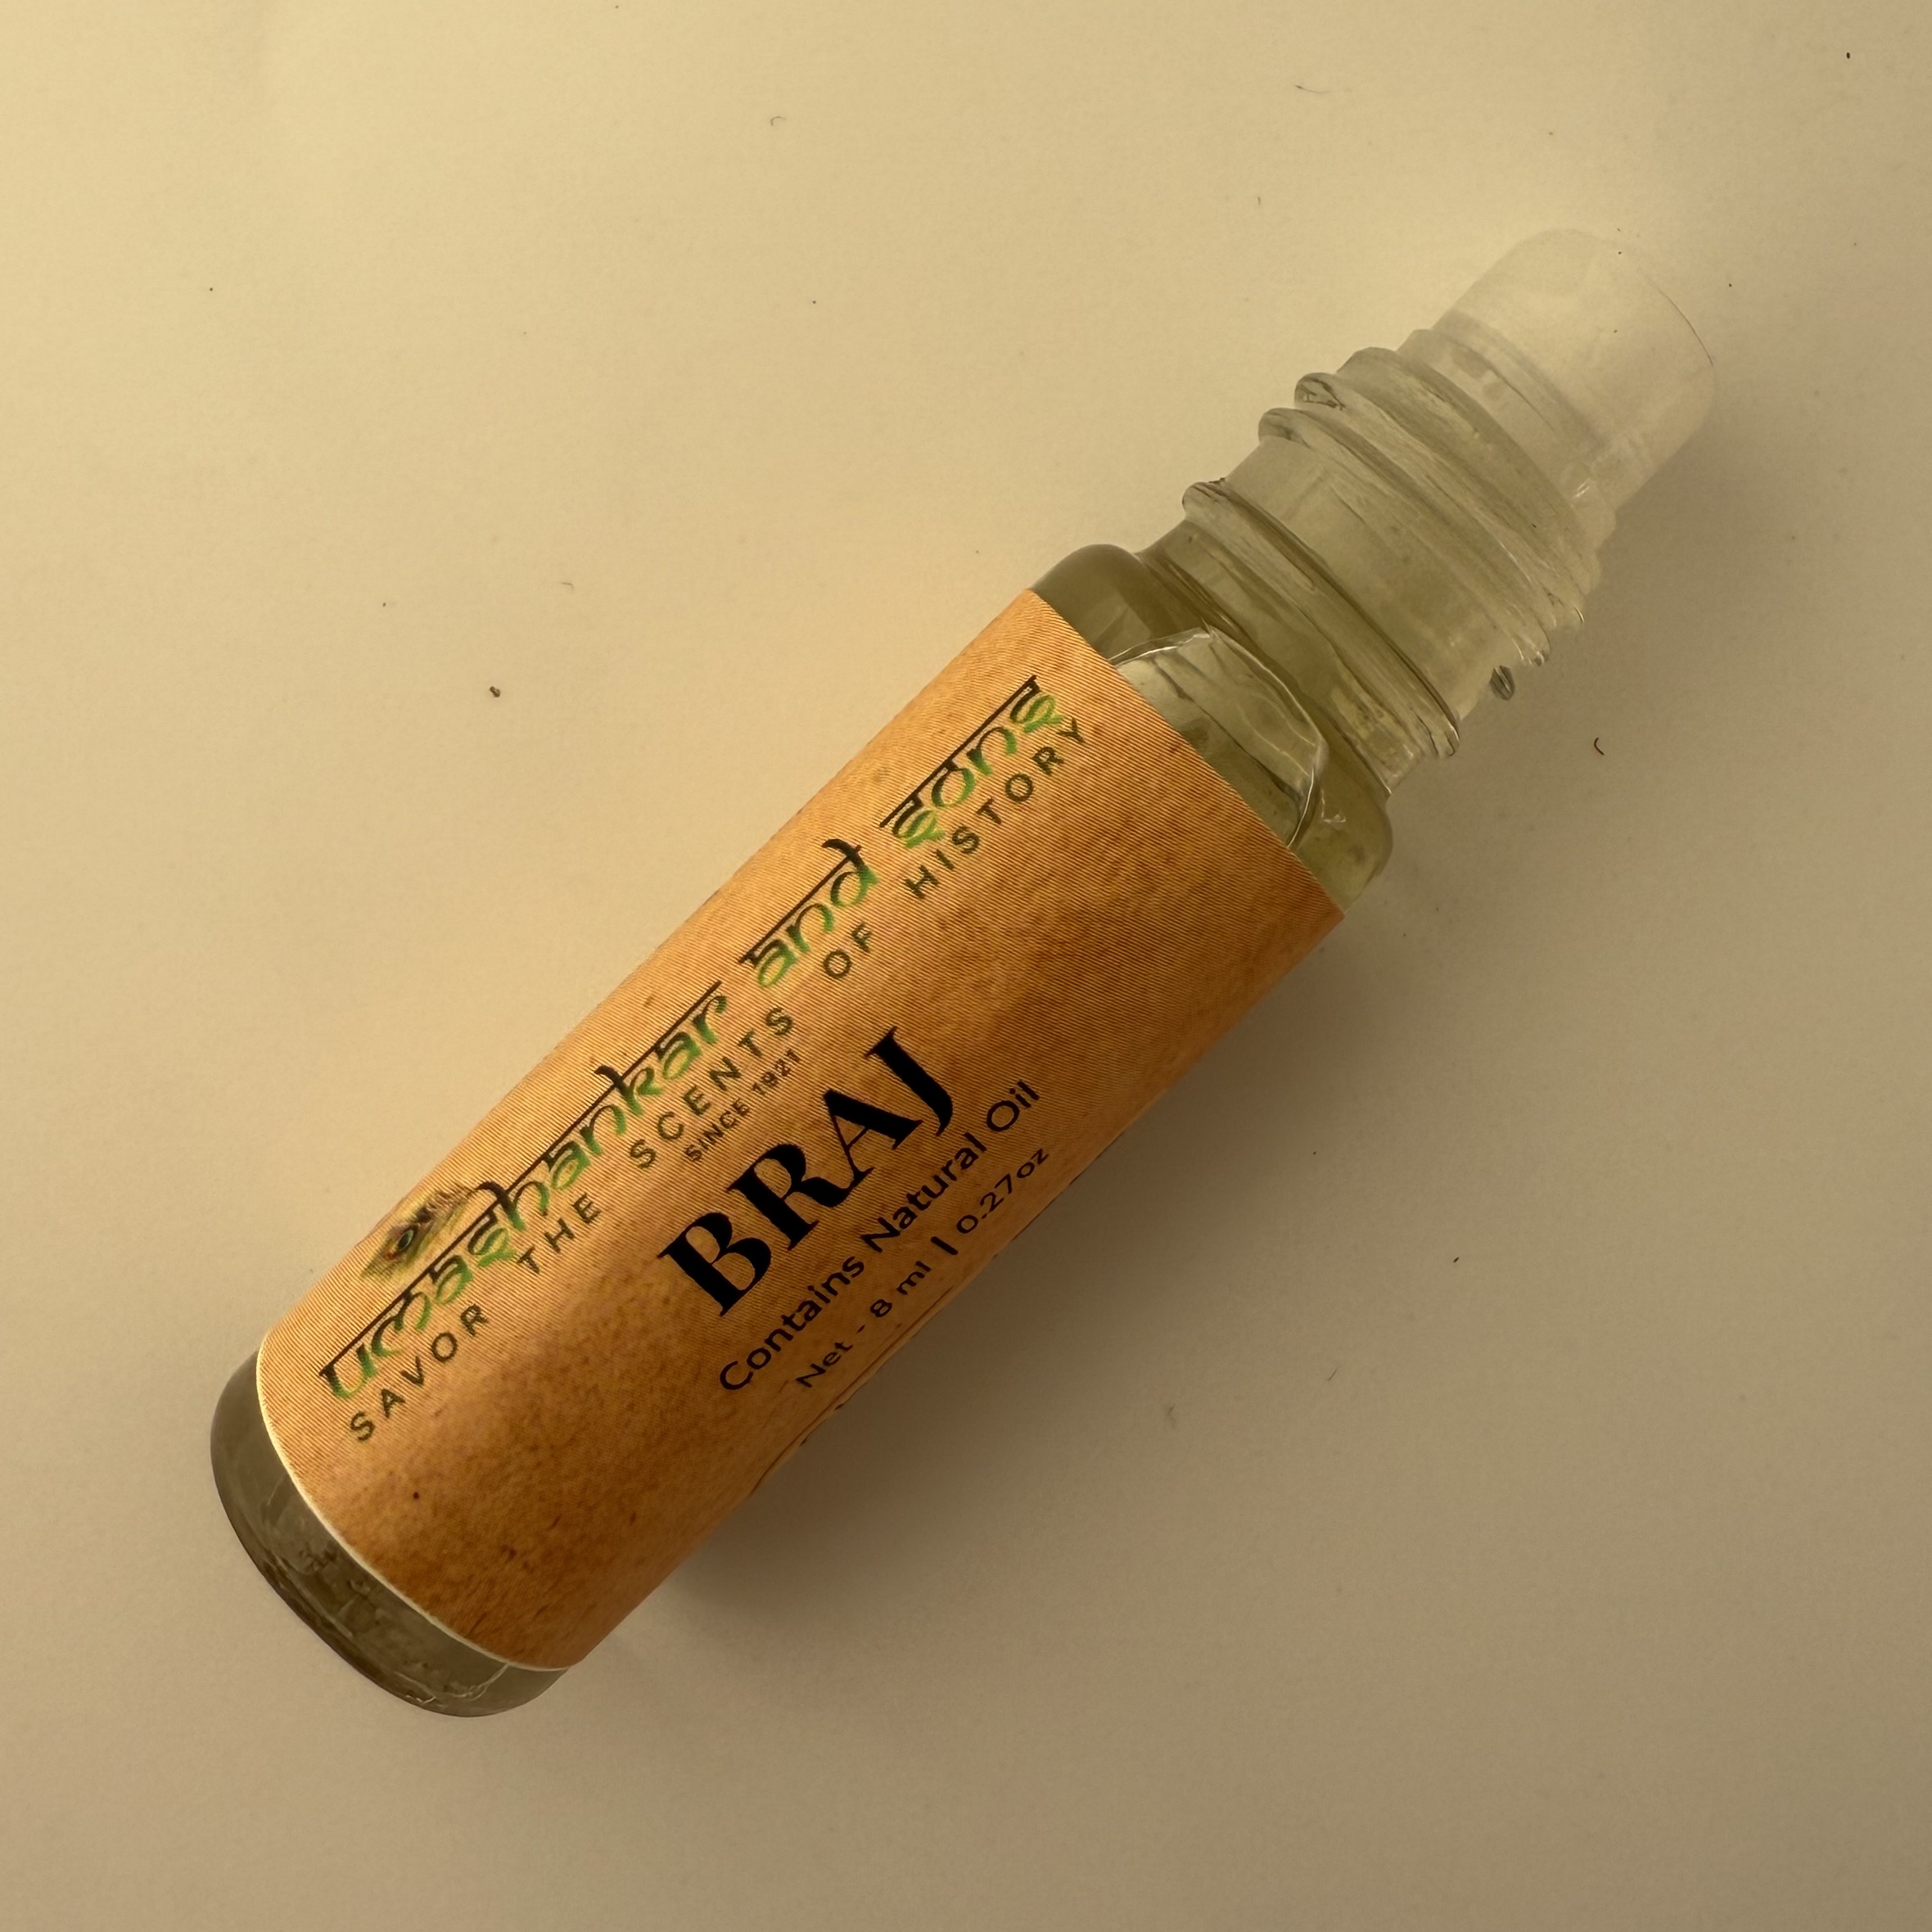 umashankar and sons
SAVOR THE SCENTS OF HISTORY
SINCE 1921
BRAJ
Contains Natural Oil
Net - 8 ml | 0.27oz